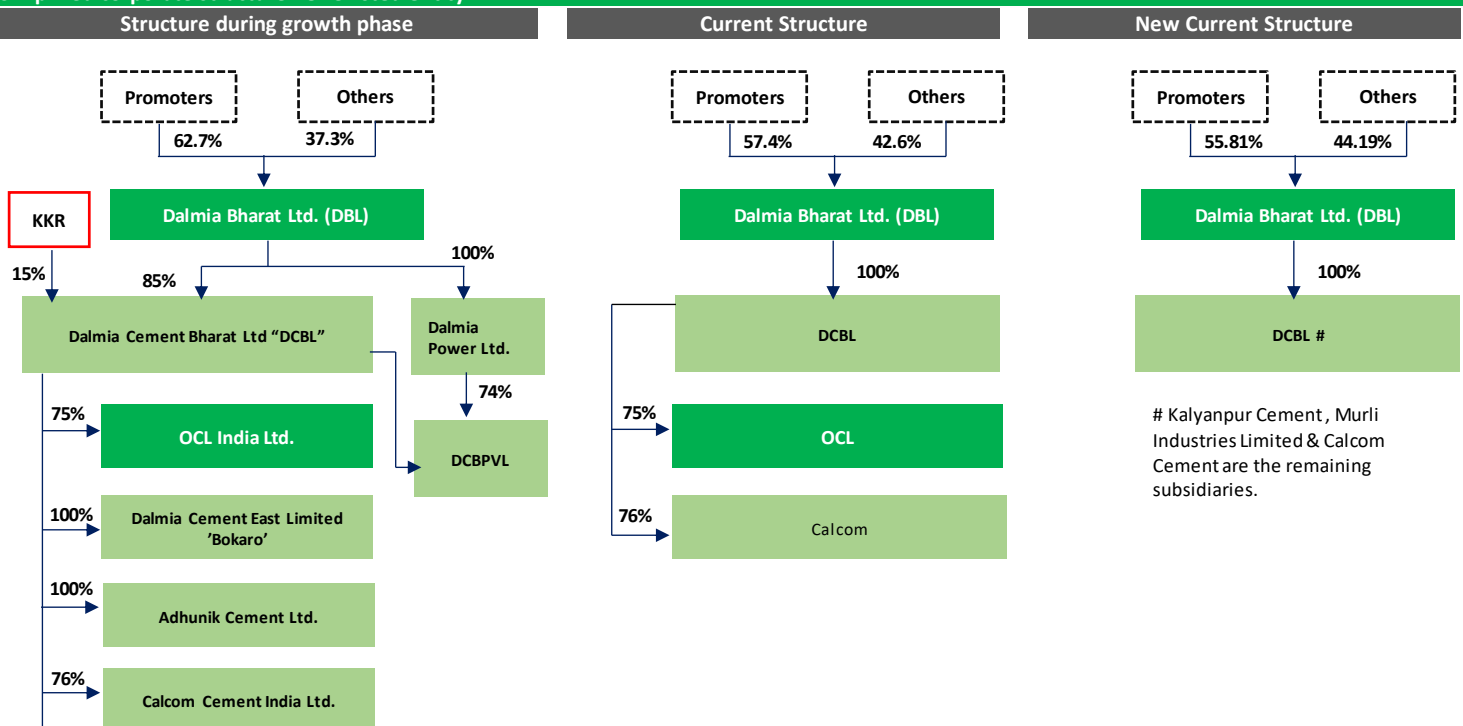 Structure during growth phase
Promoters
Others
62.7%
37.3%
KKR
Dalmia Bharat Ltd. (DBL)
15%
85%
100%
Dalmia Cement Bharat Ltd “DCBL”
Dalmia
Power Ltd.
74%
75%
OCL India Ltd.
DCBPVL
100%
Dalmia Cement East Limited
’Bokaro’
100%
Adhunik Cement Ltd.
76%
Calcom Cement India Ltd.
Current Structure
Promoters
Others
57.4%
42.6%
Dalmia Bharat Ltd. (DBL)
100%
DCBL
75%
OCL
76%
Calcom
New Current Structure
Promoters
Others
55.81%
44.19%
Dalmia Bharat Ltd. (DBL)
100%
DCBL #
# Kalyanpur Cement , Murli
Industries Limited & Calcom
Cement are the remaining
subsidiaries.